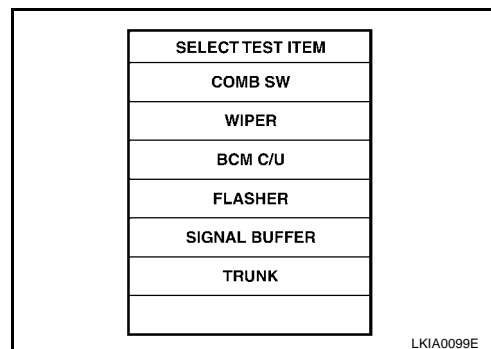 SELECT TEST ITEM
COMB SW
WIPER
BCM C/U
FLASHER
SIGNAL BUFFER
TRUNK
LKIA0099E